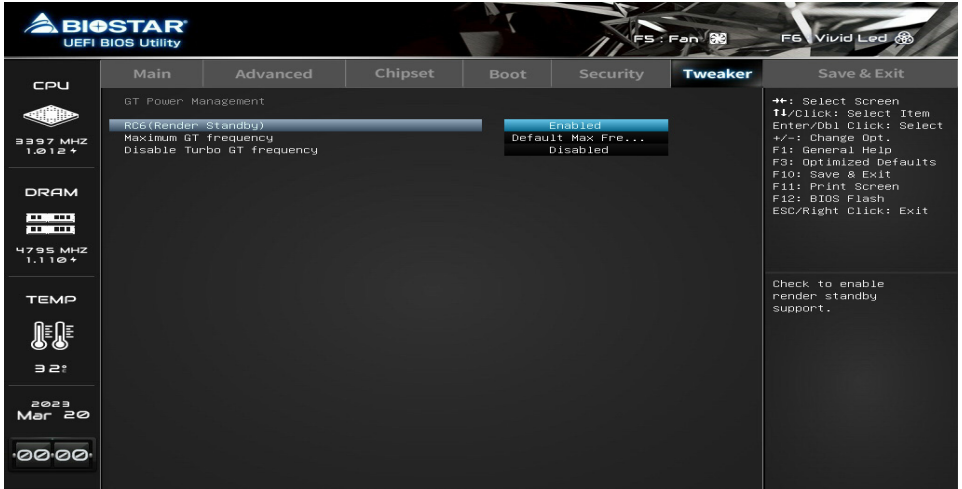 BIOSTAR®
UEFI BIOS Utility
F5 : Fan
F6 Vivid Led
Main Advanced Chipset Boot Security Tweaker Save & Exit
CPU
3397 MHZ
1.012
DRAM
4795 MHZ
1.110
TEMP
32
2023
Mar 20
00:00
GT Power Management
RC6(Render Standby) Enabled
Maximum GT frequency Default Max Fre...
Disable Turbo GT frequency Disabled
→←: Select Screen
↑↓/Click: Select Item
Enter/Dbl Click: Select
+/-: Change Opt.
F1: General Help
F3: Optimized Defaults
F10: Save & Exit
F11: Print Screen
F12: BIOS Flash
ESC/Right Click: Exit
Check to enable
render standby
support.